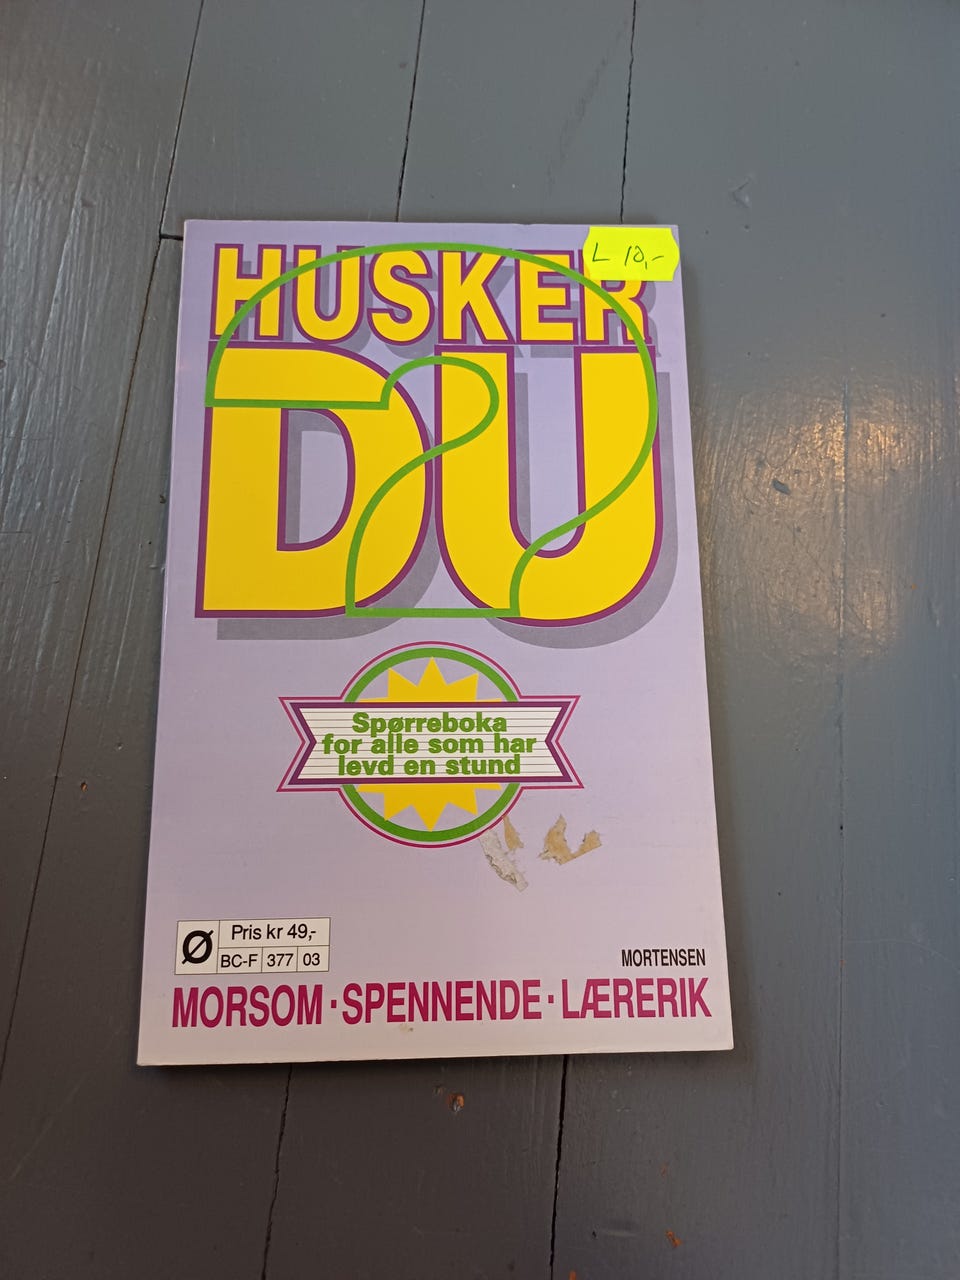 L 10,-
HUSKER
DU
Spørreboka
for alle som har
levd en stund
Ø
Pris kr 49,-
BC-F 377 03
MORTENSEN
MORSOM · SPENNENDE · LÆRERIK